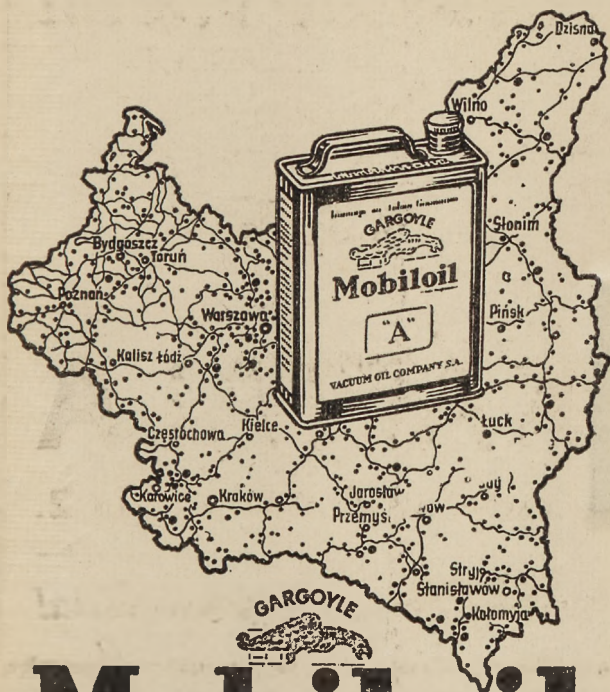 Dzisna
Wilno
GARGOYLE
Mobiloil
"A"
VACUUM OIL COMPANY S.A.
Słonim
Bydgoszcz
Toruń
Poznań
Warszawa
Pińsk
Kalisz Łódź
Kielce
Łuck
Częstochowa
Katowice
Kraków
Jarosław
Stryj
Stanisławów
Kołomyja
GARGOYLE